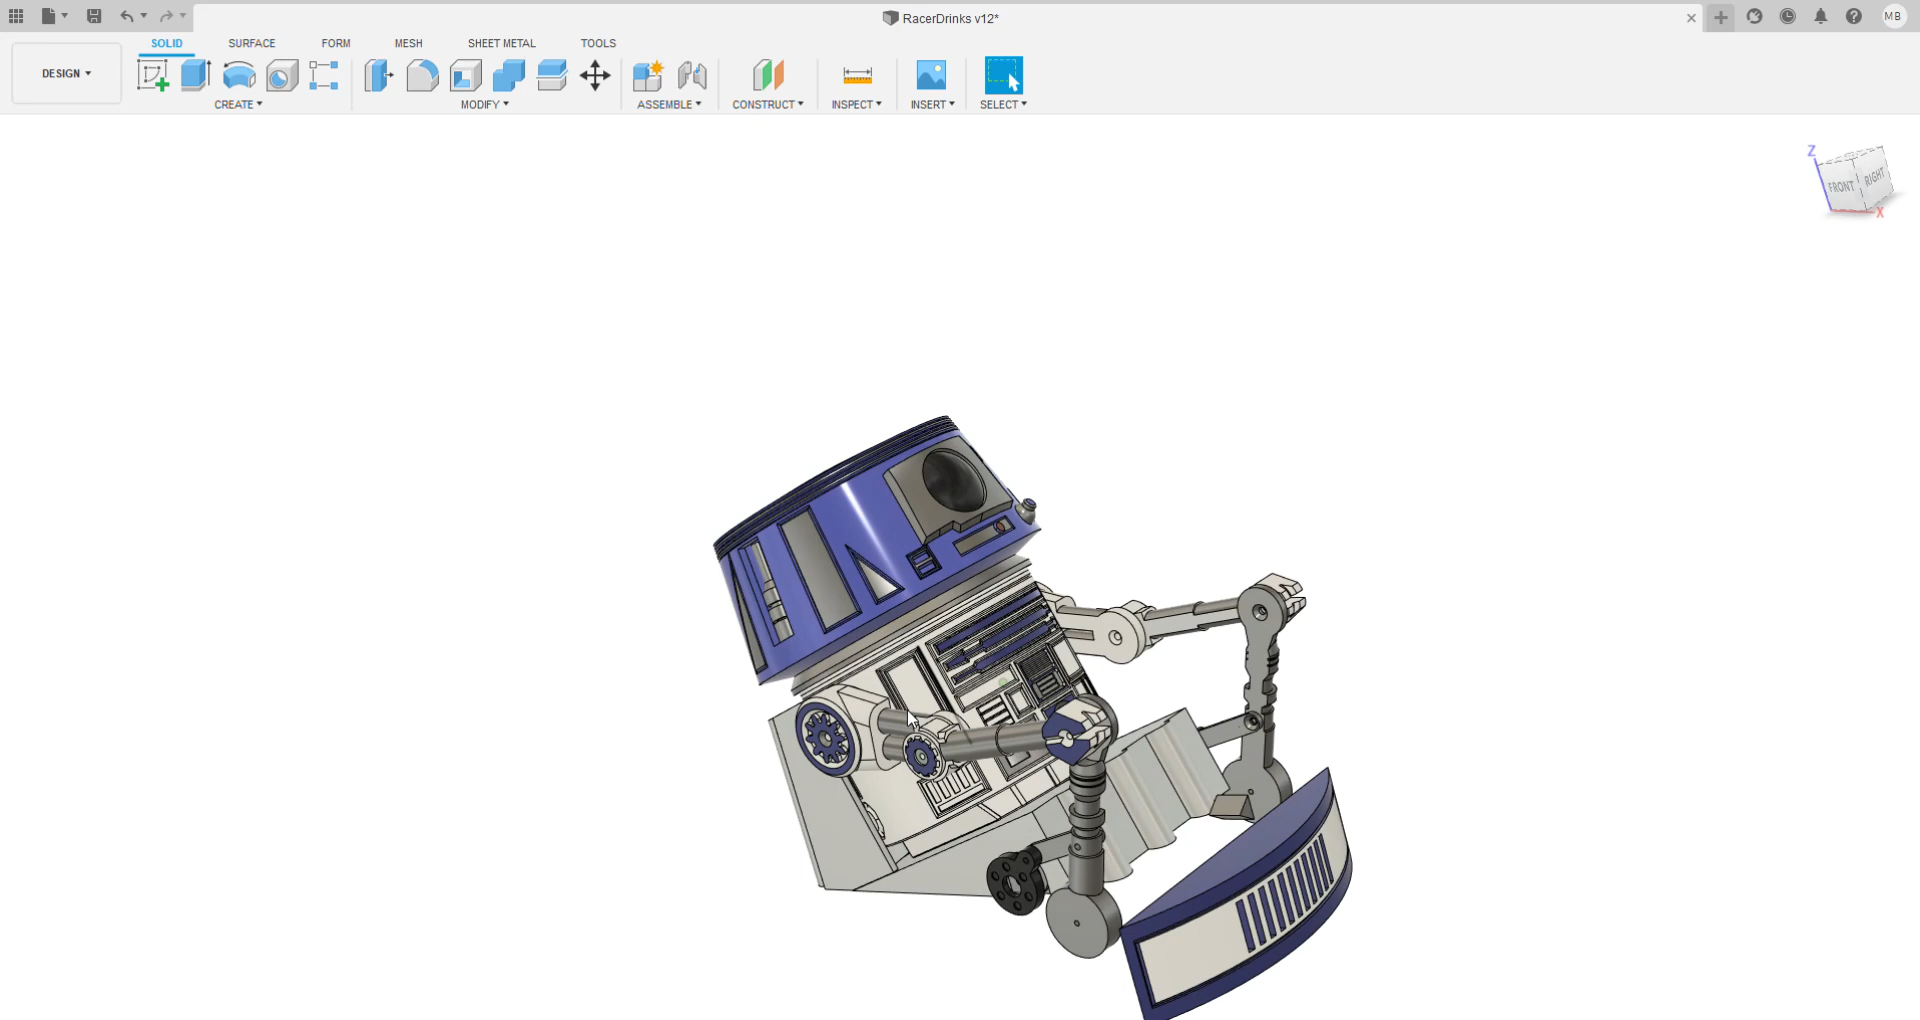 RacerDrinks v12*
MB
SOLID SURFACE FORM MESH SHEET METAL TOOLS
DESIGN
CREATE MODIFY ASSEMBLE CONSTRUCT INSPECT INSERT SELECT
Z
FRONT RIGHT
X